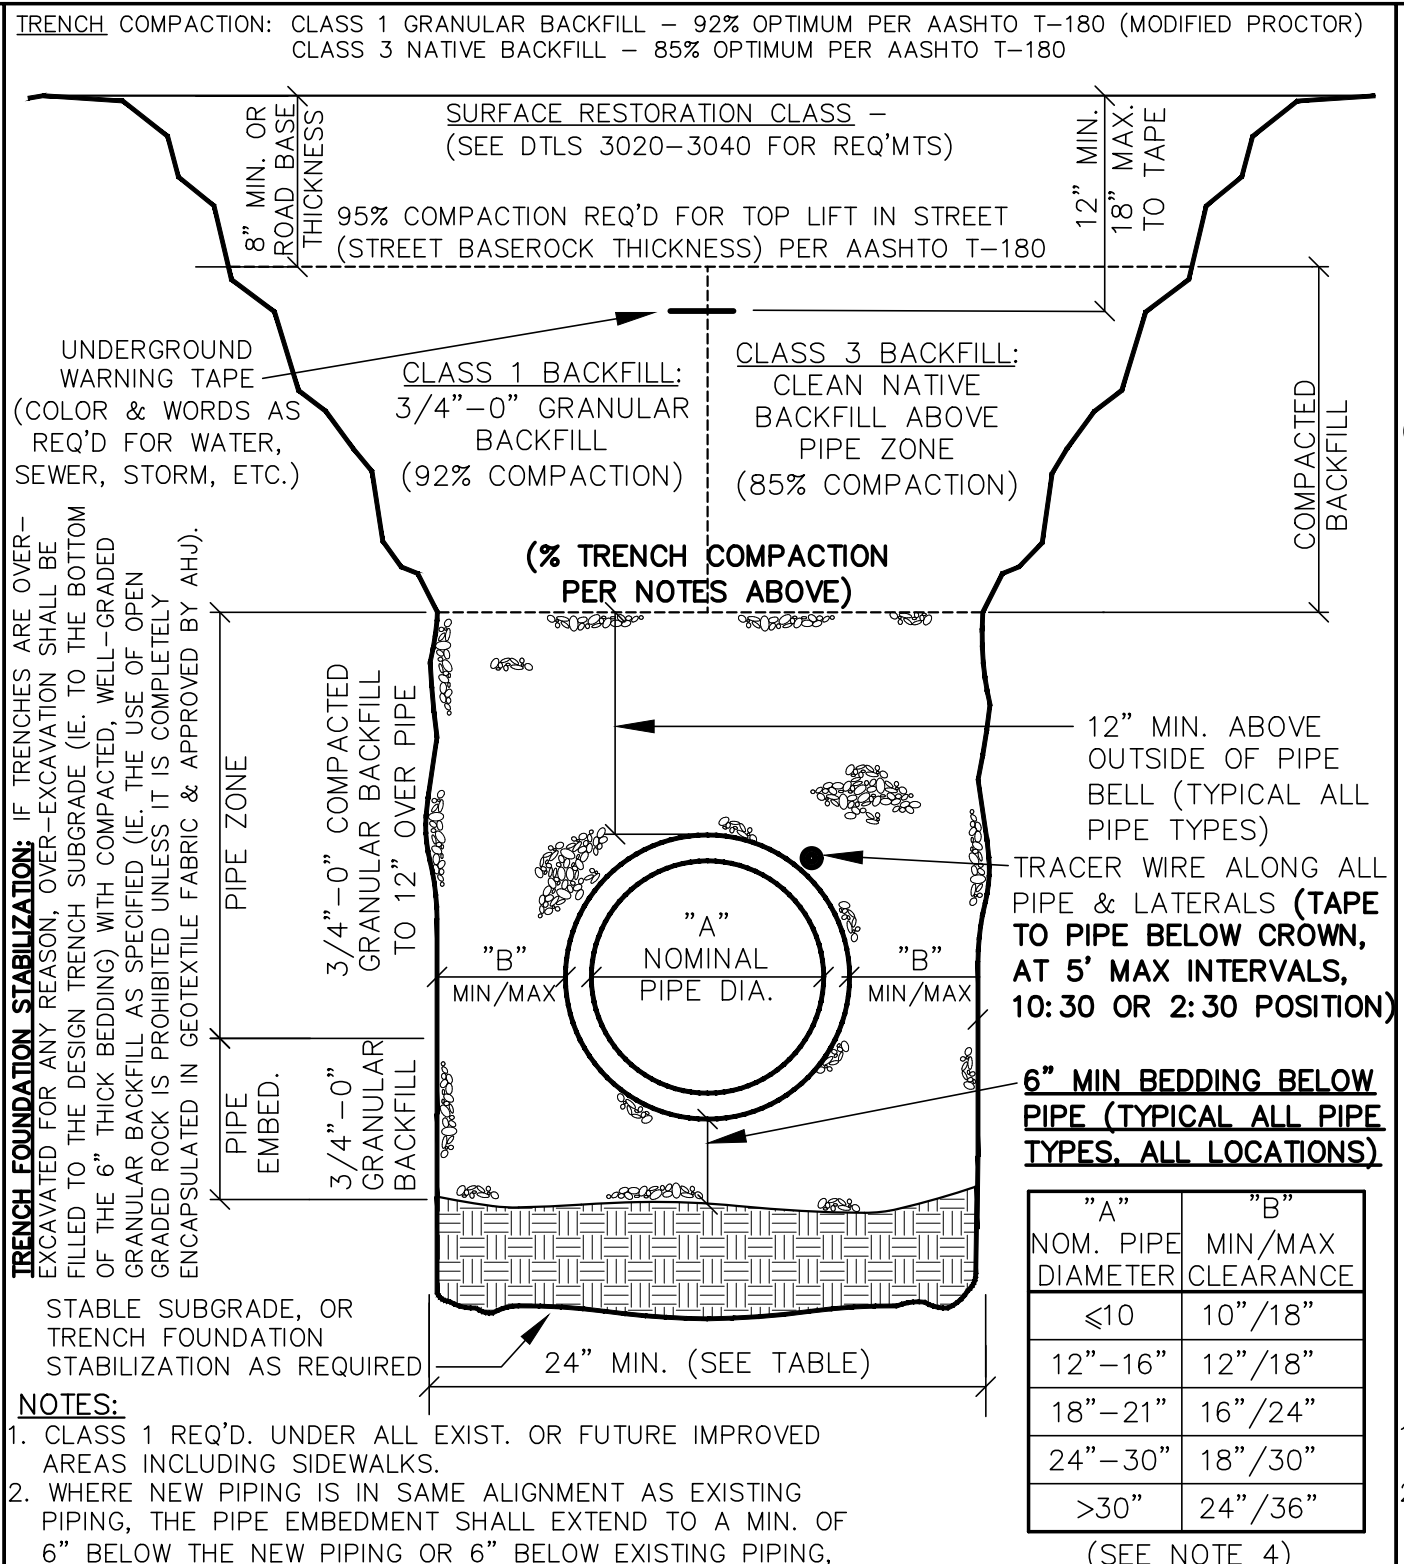 TRENCH COMPACTION: CLASS 1 GRANULAR BACKFILL – 92% OPTIMUM PER AASHTO T–180 (MODIFIED PROCTOR)
CLASS 3 NATIVE BACKFILL – 85% OPTIMUM PER AASHTO T–180
8" MIN. OR
ROAD BASE
THICKNESS
SURFACE RESTORATION CLASS –
(SEE DTLS 3020–3040 FOR REQ'MTS)
12" MIN.
18" MAX.
TO TAPE
95% COMPACTION REQ'D FOR TOP LIFT IN STREET
(STREET BASEROCK THICKNESS) PER AASHTO T–180
UNDERGROUND
WARNING TAPE
(COLOR & WORDS AS
REQ'D FOR WATER,
SEWER, STORM, ETC.)
CLASS 1 BACKFILL:
3/4"–0" GRANULAR
BACKFILL
(92% COMPACTION)
CLASS 3 BACKFILL:
CLEAN NATIVE
BACKFILL ABOVE
PIPE ZONE
(85% COMPACTION)
COMPACTED
BACKFILL
(% TRENCH COMPACTION
PER NOTES ABOVE)
TRENCH FOUNDATION STABILIZATION: IF TRENCHES ARE OVER–
EXCAVATED FOR ANY REASON, OVER–EXCAVATION SHALL BE
FILLED TO THE DESIGN TRENCH SUBGRADE (IE. TO THE BOTTOM
OF THE 6" THICK BEDDING) WITH COMPACTED, WELL–GRADED
GRANULAR BACKFILL AS SPECIFIED (IE. THE USE OF OPEN
GRADED ROCK IS PROHIBITED UNLESS IT IS COMPLETELY
ENCAPSULATED IN GEOTEXTILE FABRIC & APPROVED BY AHJ).
PIPE ZONE
3/4"–0" COMPACTED
GRANULAR BACKFILL
TO 12" OVER PIPE
PIPE
EMBED.
3/4"–0"
GRANULAR
BACKFILL
12" MIN. ABOVE
OUTSIDE OF PIPE
BELL (TYPICAL ALL
PIPE TYPES)
TRACER WIRE ALONG ALL
PIPE & LATERALS (TAPE
TO PIPE BELOW CROWN,
AT 5' MAX INTERVALS,
10:30 OR 2:30 POSITION)
"B"
MIN/MAX
"A"
NOMINAL
PIPE DIA.
"B"
MIN/MAX
6" MIN BEDDING BELOW
PIPE (TYPICAL ALL PIPE
TYPES, ALL LOCATIONS)
STABLE SUBGRADE, OR
TRENCH FOUNDATION
STABILIZATION AS REQUIRED
24" MIN. (SEE TABLE)
"A" "B"
NOM. PIPE MIN/MAX
DIAMETER CLEARANCE
⩽10 10"/18"
12"–16" 12"/18"
18"–21" 16"/24"
24"–30" 18"/30"
>30" 24"/36"
(SEE NOTE 4)
NOTES:
1. CLASS 1 REQ'D. UNDER ALL EXIST. OR FUTURE IMPROVED
AREAS INCLUDING SIDEWALKS.
2. WHERE NEW PIPING IS IN SAME ALIGNMENT AS EXISTING
PIPING, THE PIPE EMBEDMENT SHALL EXTEND TO A MIN. OF
6" BELOW THE NEW PIPING OR 6" BELOW EXISTING PIPING,